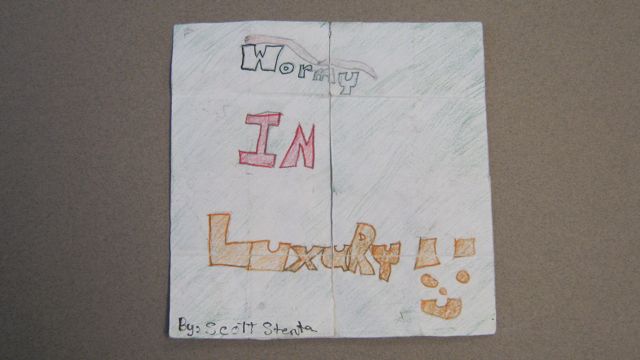 Wormy
IN
LuxuRy !!
By: Scott Stenta